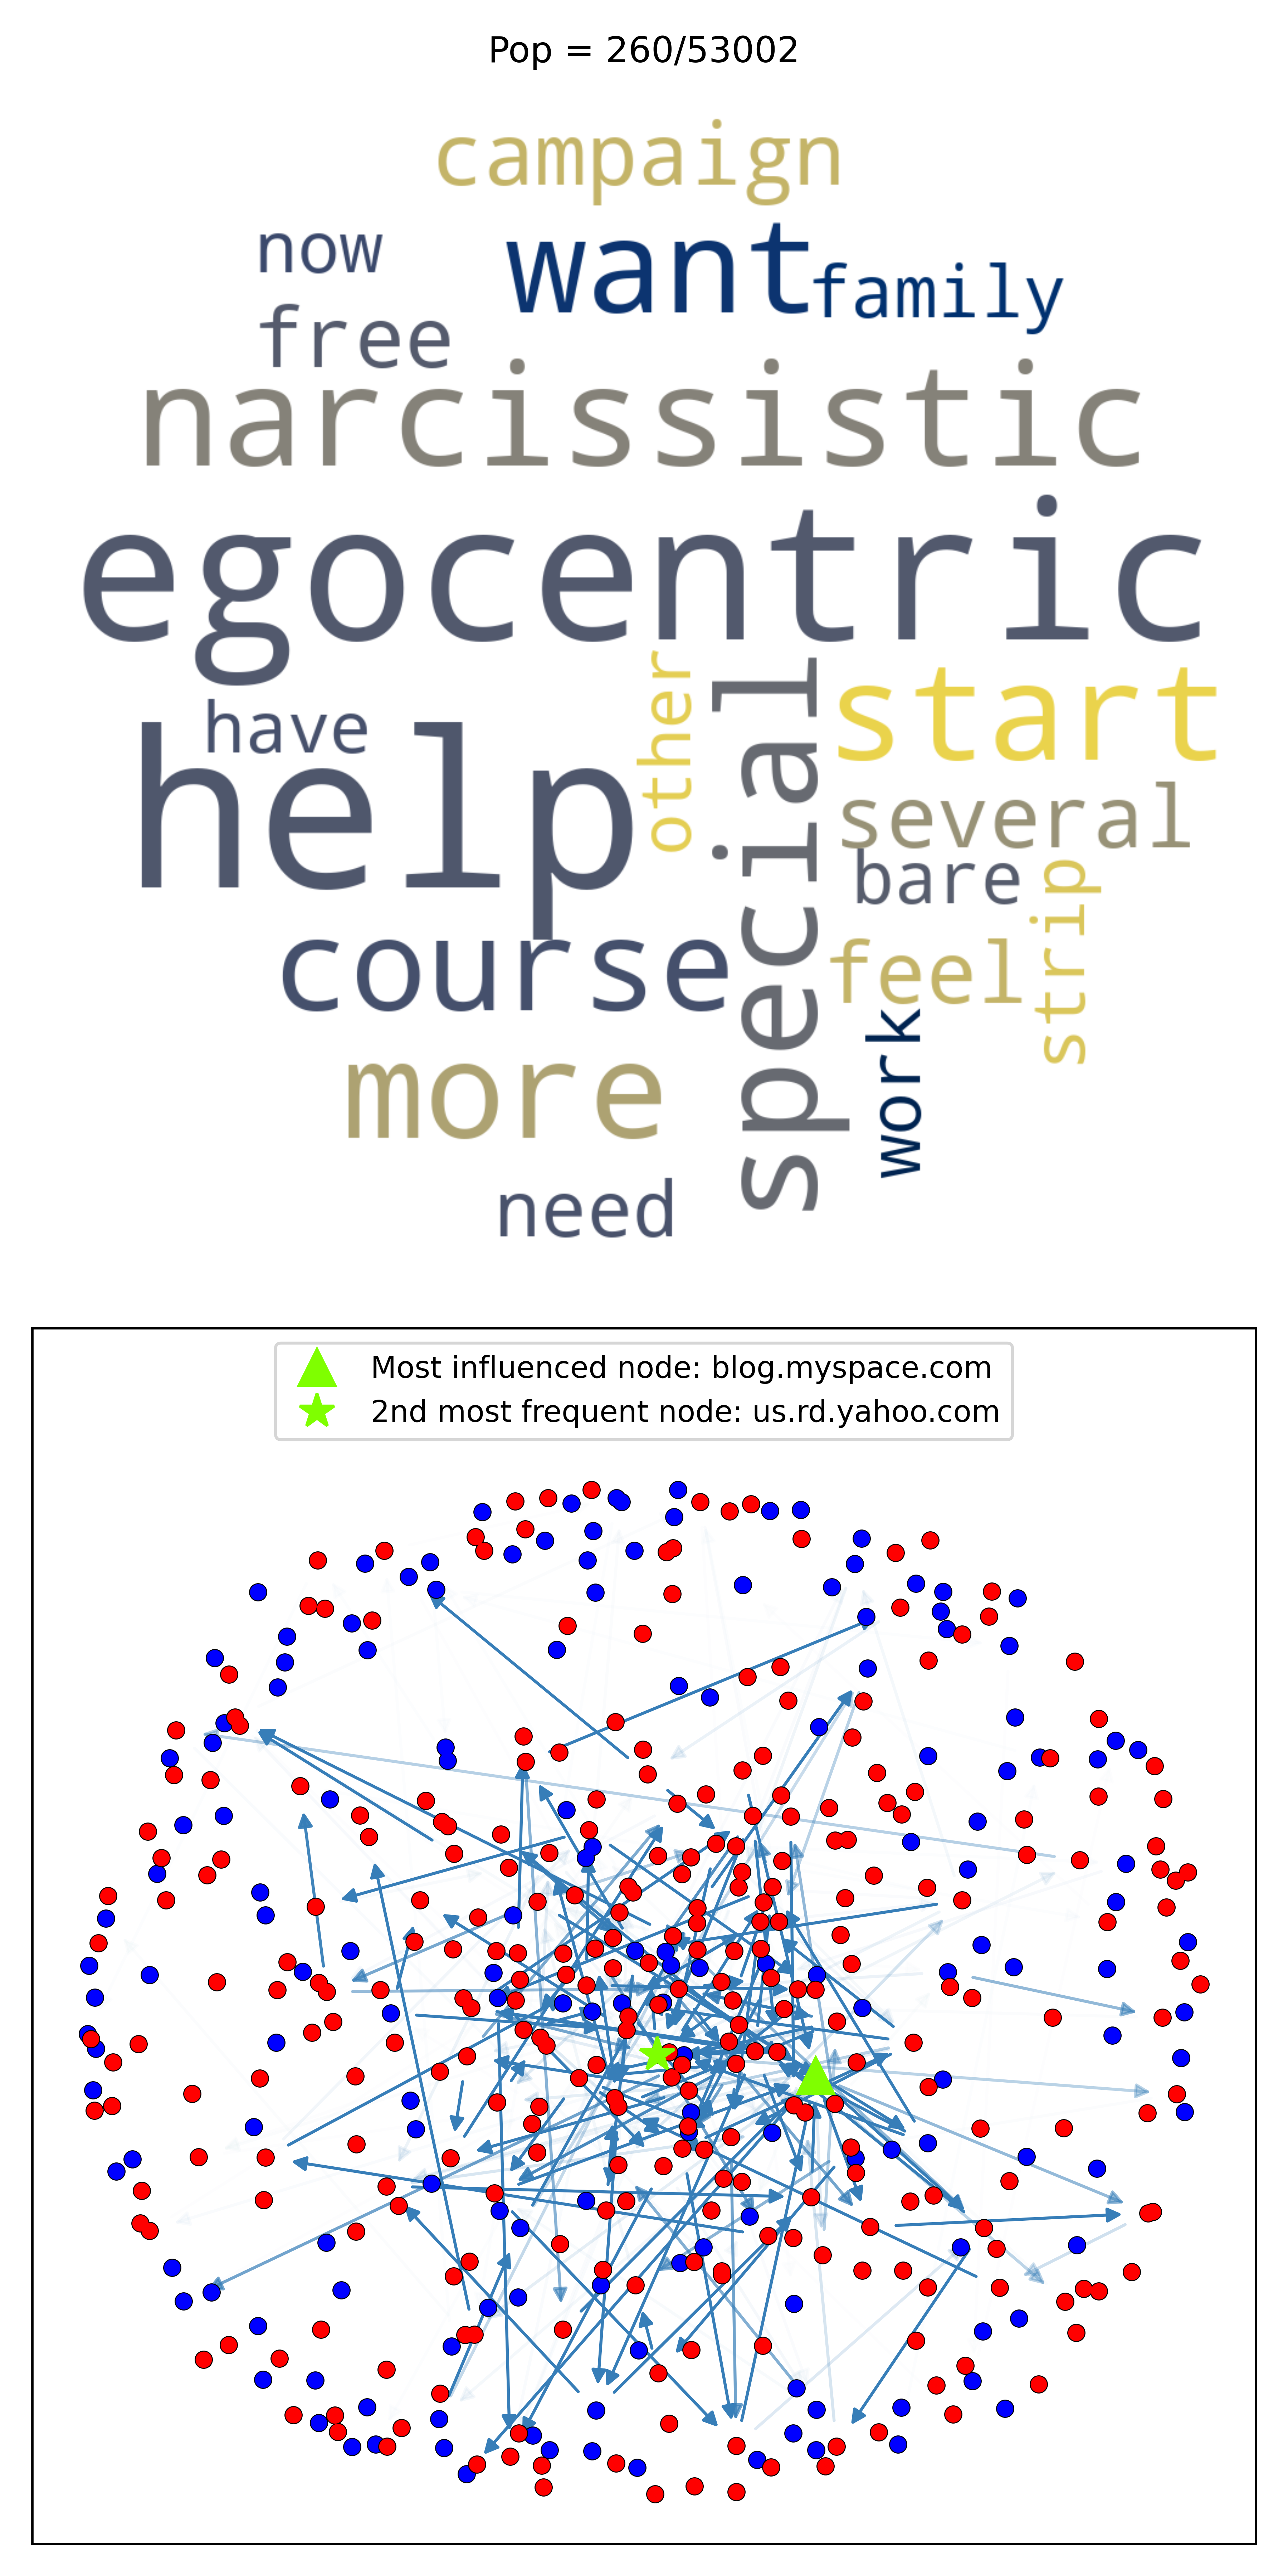 Pop = 260/53002
campaign
now
want
family
free
narcissistic
egocentric
other
special
start
have
help
several
bare
strip
course
feel
work
more
need
Most influenced node: blog.myspace.com
2nd most frequent node: us.rd.yahoo.com